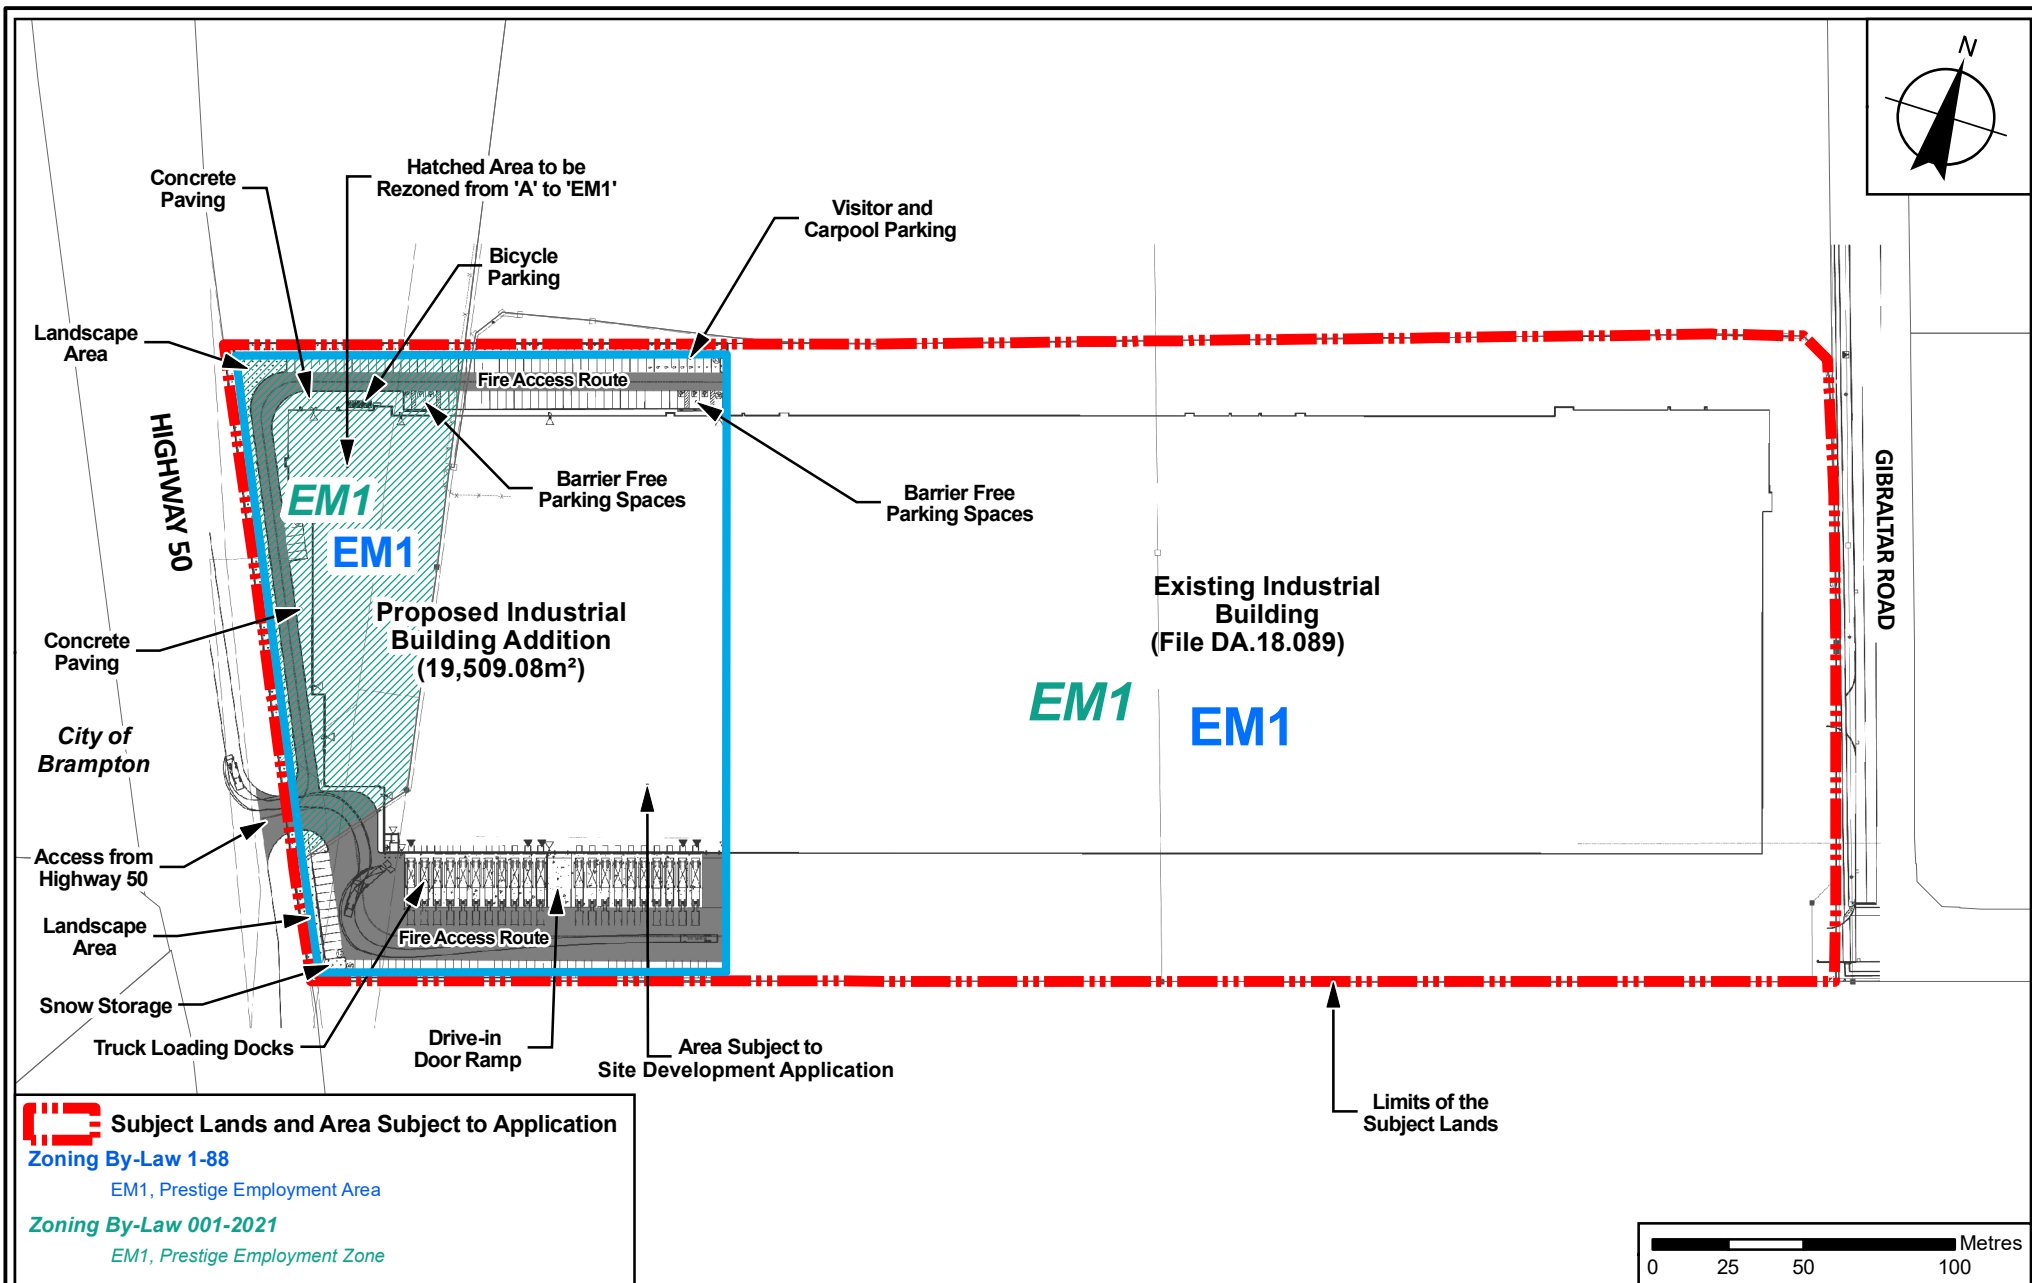 N
Hatched Area to be
Rezoned from 'A' to 'EM1'
Concrete
Paving
Visitor and
Carpool Parking
Bicycle
Parking
Landscape
Area
Fire Access Route
HIGHWAY 50
Barrier Free
Parking Spaces
Barrier Free
Parking Spaces
GIBRALTAR ROAD
EM1
EM1
Proposed Industrial
Building Addition
(19,509.08m²)
Existing Industrial
Building
(File DA.18.089)
Concrete
Paving
EM1
EM1
City of
Brampton
Access from
Highway 50
Landscape
Area
Fire Access Route
Snow Storage
Truck Loading Docks
Drive-in
Door Ramp
Area Subject to
Site Development Application
Limits of the
Subject Lands
Subject Lands and Area Subject to Application
Zoning By-Law 1-88
EM1, Prestige Employment Area
Zoning By-Law 001-2021
EM1, Prestige Employment Zone
Metres
0 25 50 100